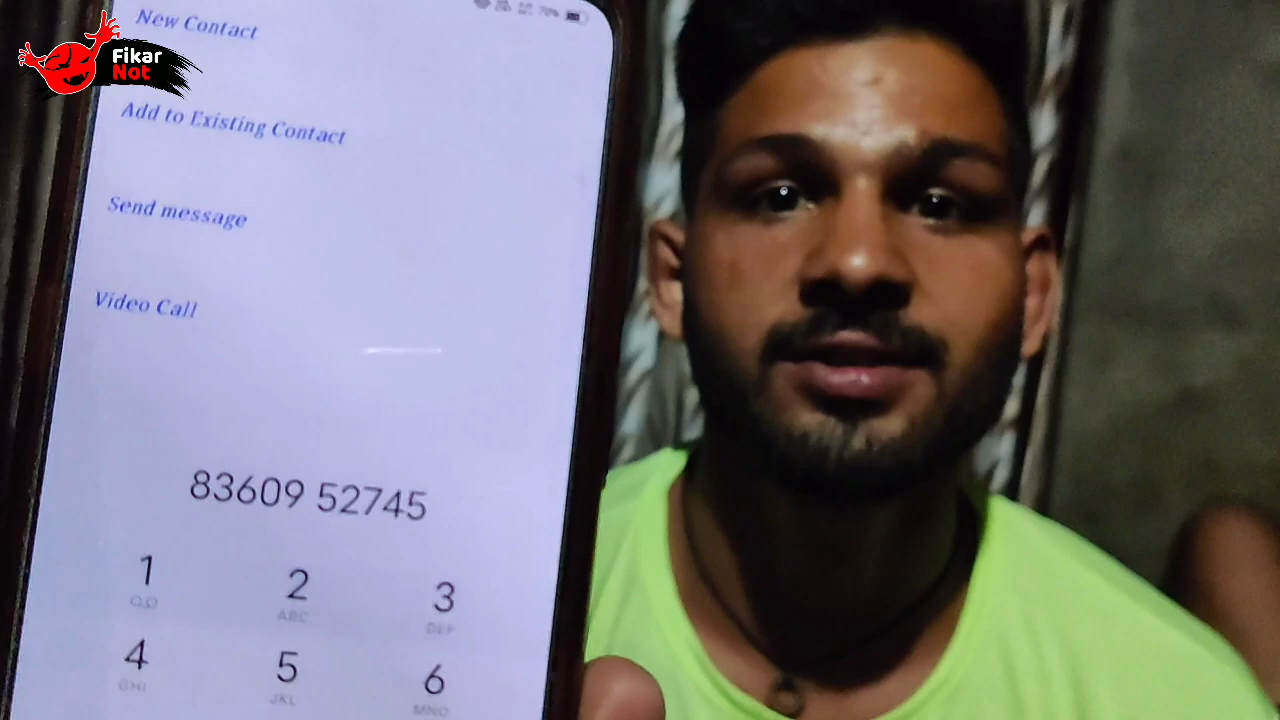 Fikar
Not
New Contact
Add to Existing Contact
Send message
Video Call
83609 52745
1
2
ABC
3
DEF
4
GHI
5
JKL
6
MNO